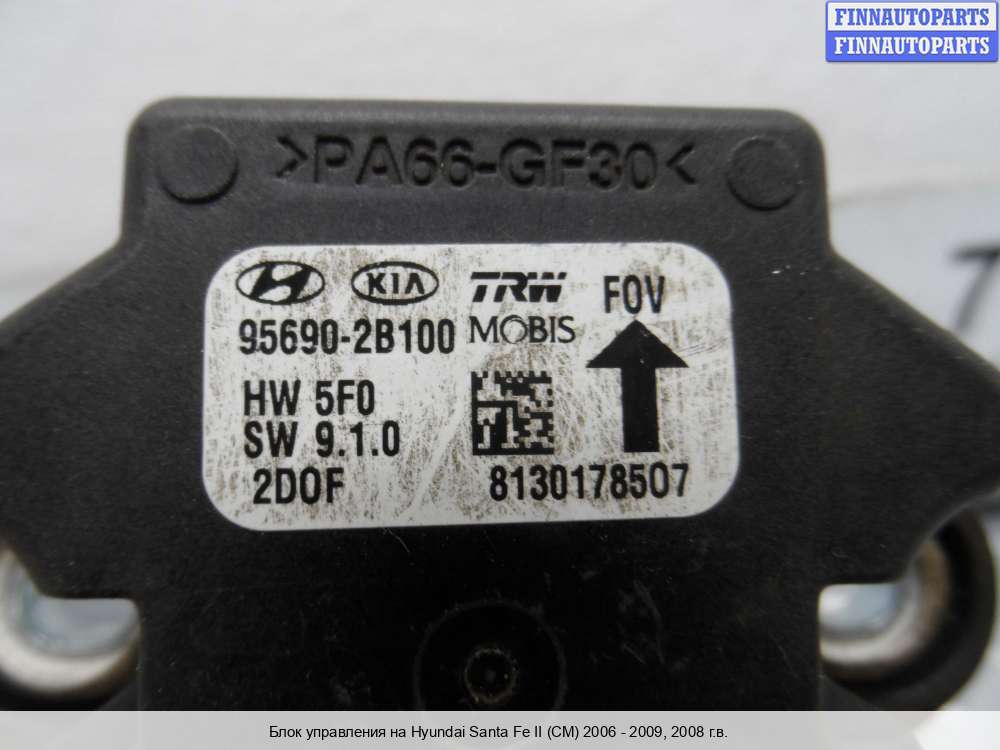 FINNAUTOPARTS
FINNAUTOPARTS
>PA66-GF30<
KIA TRW FOV
95690-2B100 MOBIS
HW 5F0
SW 9.1.0
2DOF 8130178507
Блок управления на Hyundai Santa Fe II (CM) 2006 - 2009, 2008 г.в.